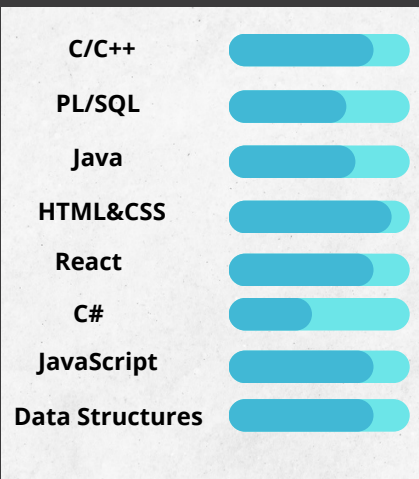 C/C++
PL/SQL
Java
HTML&CSS
React
C#
JavaScript
Data Structures